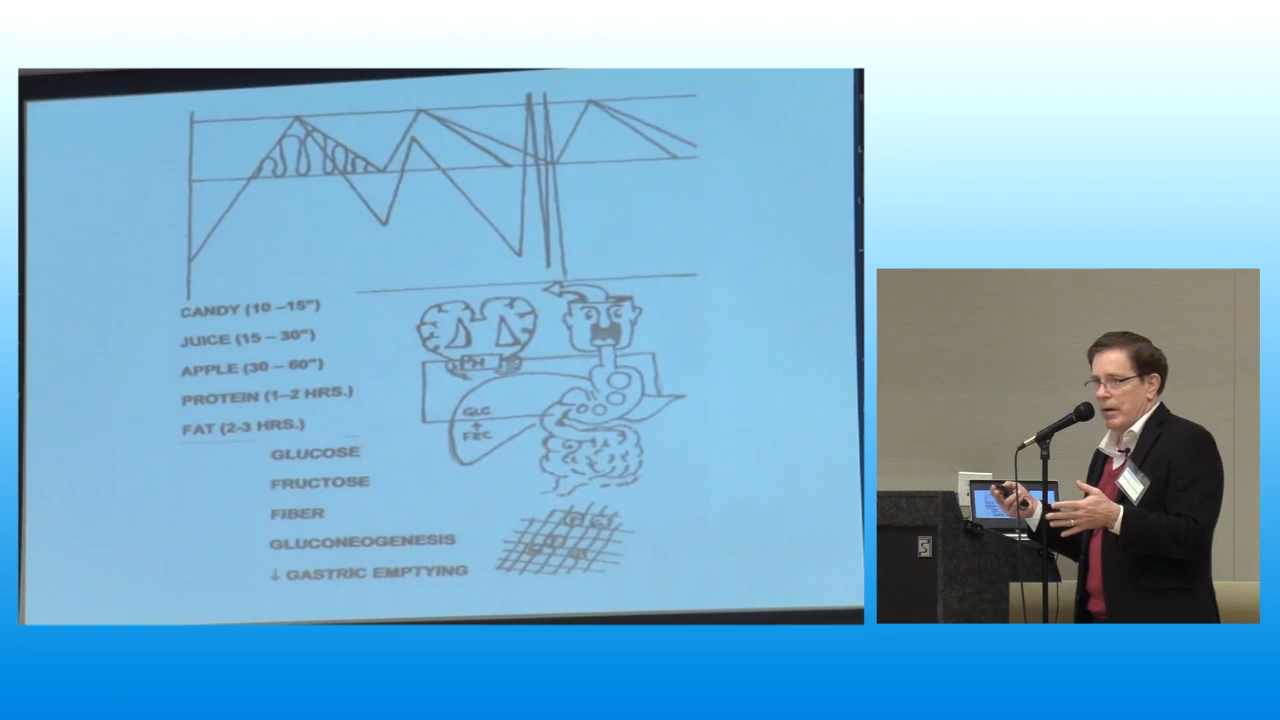 CANDY (10 –15")
JUICE (15 – 30")
APPLE (30 – 60")
PROTEIN (1–2 HRS.)
FAT (2-3 HRS.)
GLUCOSE
FRUCTOSE
FIBER
GLUCONEOGENESIS
↓ GASTRIC EMPTYING
GLC
+